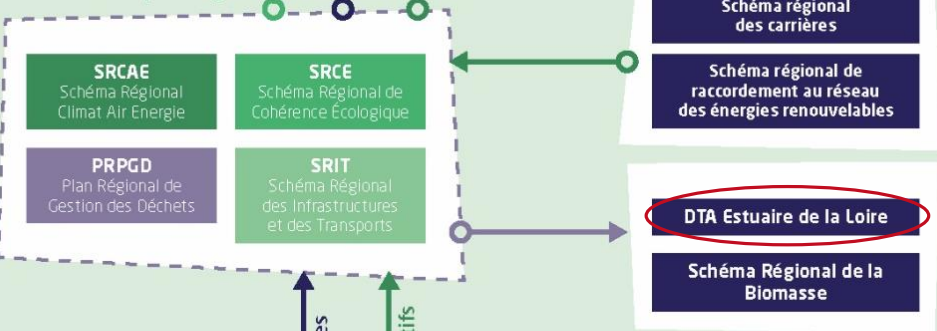 Schéma régional
des carrières
SRCAE
Schéma Régional
Climat Air Energie
SRCE
Schéma Régional de
Cohérence Écologique
Schéma régional de
raccordement au réseau
des énergies renouvelables
PRPGD
Plan Régional de
Gestion des Déchets
SRIT
Schéma Régional
des Infrastructures
et des Transports
DTA Estuaire de la Loire
Schéma Régional de la
Biomasse